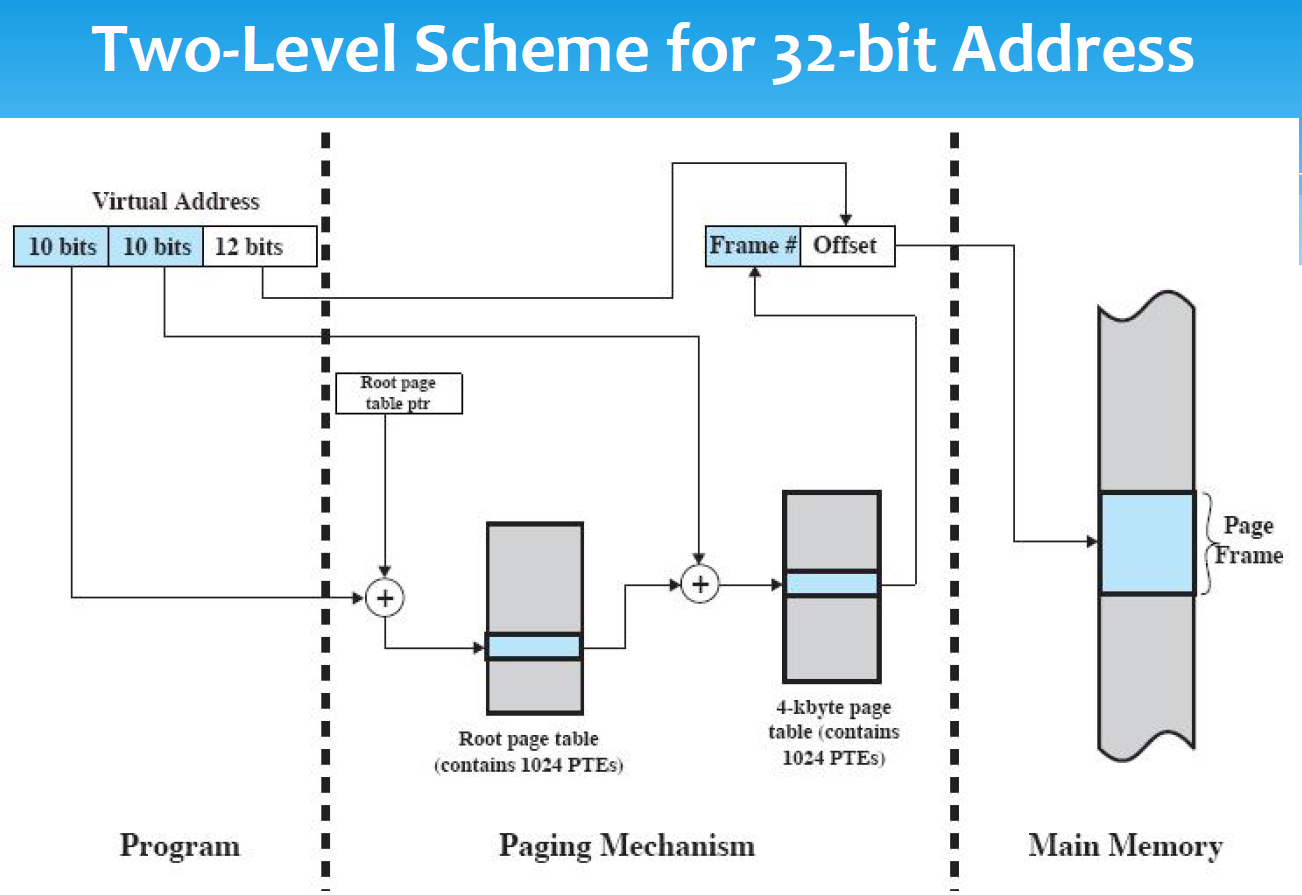 Two-Level Scheme for 32-bit Address
Virtual Address
10 bits
10 bits
12 bits
Frame #
Offset
Root page
table ptr
Page
Frame
4-kbyte page
table (contains
1024 PTEs)
Root page table
(contains 1024 PTEs)
Program
Paging Mechanism
Main Memory